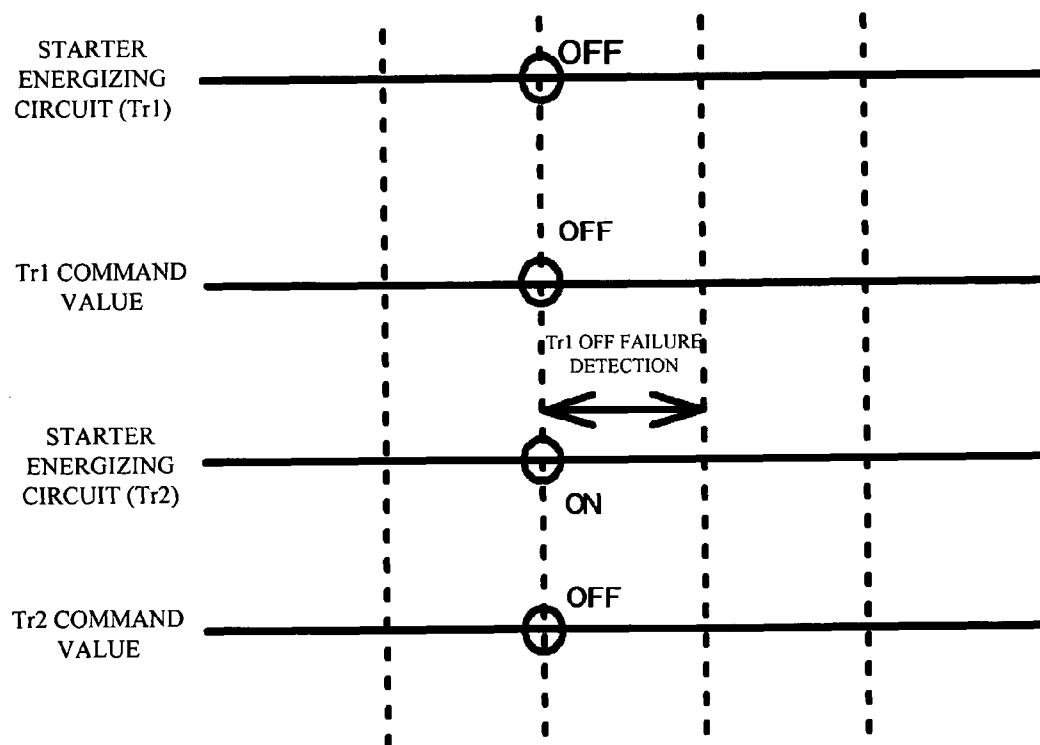 STARTER
ENERGIZING
CIRCUIT (Tr1)
OFF
OFF
Tr1 COMMAND
VALUE
Tr1 OFF FAILURE
DETECTION
STARTER
ENERGIZING
CIRCUIT (Tr2)
ON
OFF
Tr2 COMMAND
VALUE